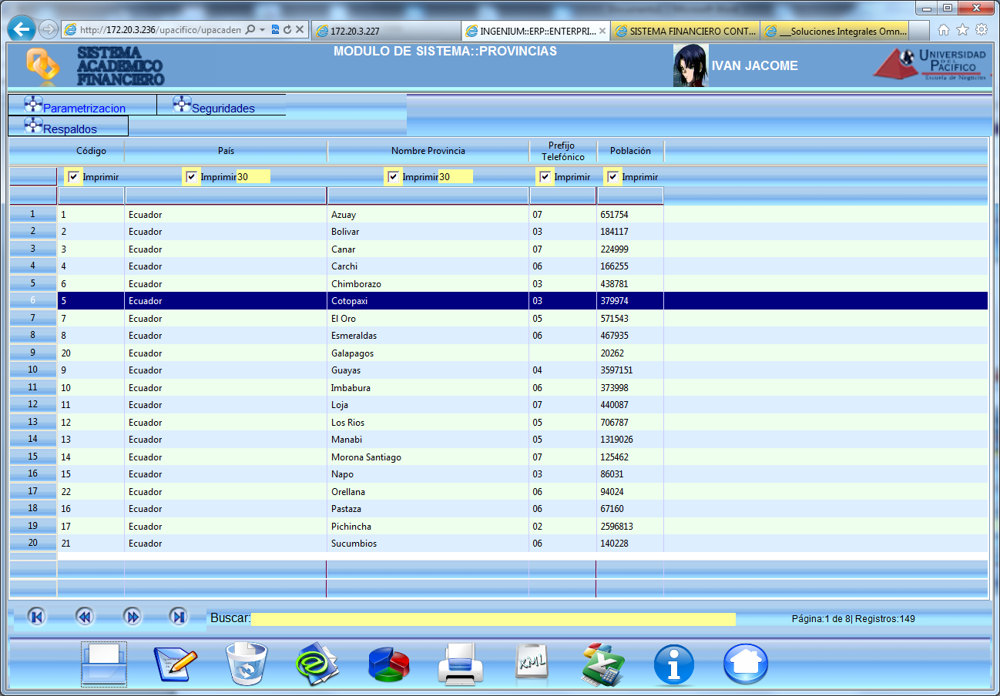 http://172.20.3.236/upacifico/upacadem
172.20.3.227
INGENIUM::ERP::ENTERPRI...
SISTEMA FINANCIERO CONT...
___Soluciones Integrales Omn...
SISTEMA
ACADEMICO
FINANCIERO
MODULO DE SISTEMA::PROVINCIAS
IVAN JACOME
UNIVERSIDAD
DEL
PACÍFICO
Escuela de Negocios
Parametrizacion
Seguridades
Respaldos
Código País Nombre Provincia Prefijo Telefónico Población
Imprimir Imprimir 30 Imprimir 30 Imprimir Imprimir
1 1 Ecuador Azuay 07 651754
2 2 Ecuador Bolivar 03 184117
3 3 Ecuador Canar 07 224999
4 4 Ecuador Carchi 06 166255
5 6 Ecuador Chimborazo 03 438781
6 5 Ecuador Cotopaxi 03 379974
7 7 Ecuador El Oro 05 571543
8 8 Ecuador Esmeraldas 06 467935
9 20 Ecuador Galapagos 20262
10 9 Ecuador Guayas 04 3597151
11 10 Ecuador Imbabura 06 373998
12 11 Ecuador Loja 07 440087
13 12 Ecuador Los Rios 05 706787
14 13 Ecuador Manabi 05 1319026
15 14 Ecuador Morona Santiago 07 125462
16 15 Ecuador Napo 03 86031
17 22 Ecuador Orellana 06 94024
18 16 Ecuador Pastaza 06 67160
19 17 Ecuador Pichincha 02 2596813
20 21 Ecuador Sucumbios 06 140228
Buscar:
Página:1 de 8| Registros:149
XML